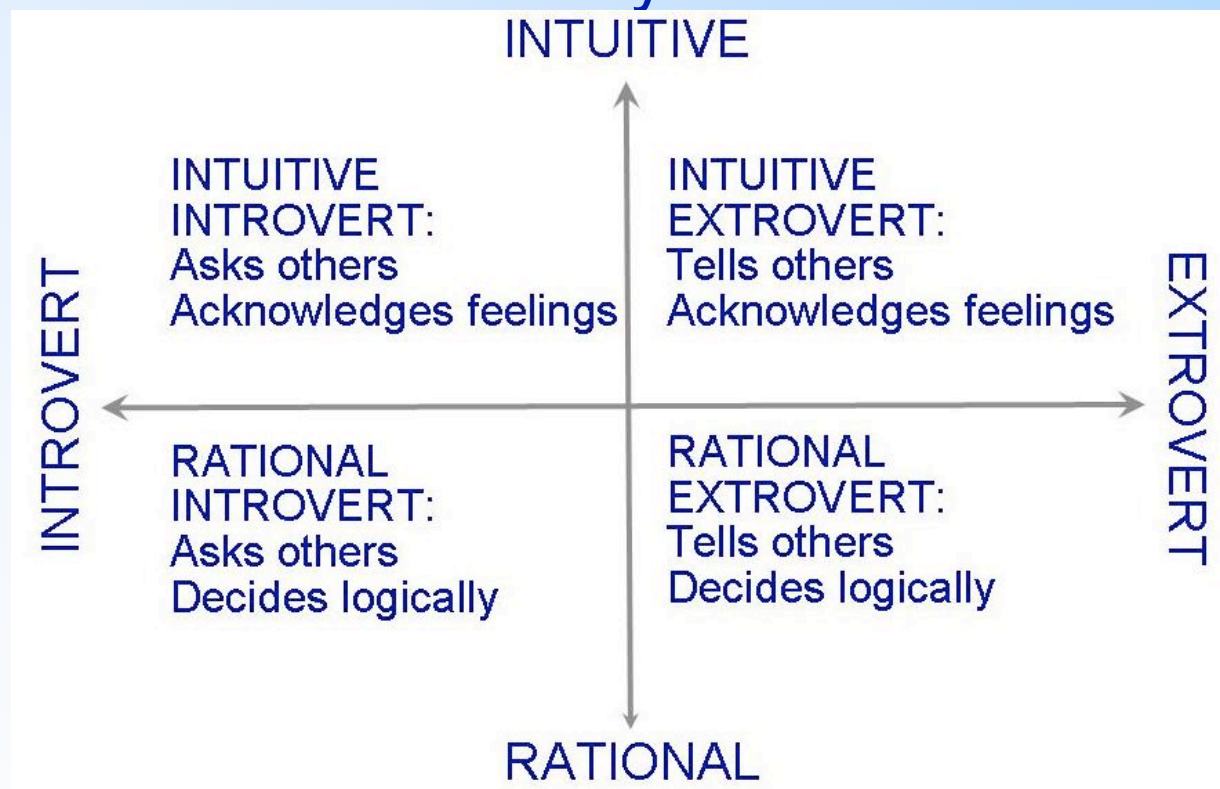 INTUITIVE
INTUITIVE
INTROVERT:
Asks others
Acknowledges feelings
INTUITIVE
EXTROVERT:
Tells others
Acknowledges feelings
INTROVERT
EXTROVERT
RATIONAL
INTROVERT:
Asks others
Decides logically
RATIONAL
EXTROVERT:
Tells others
Decides logically
RATIONAL